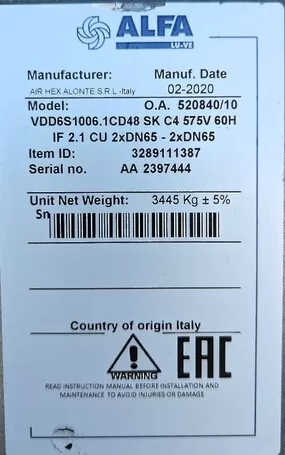 ALFA
LU-VE
Manufacturer: Manuf. Date
AIR HEX ALONTE S.R.L -Italy 02-2020
Model: O.A. 520840/10
VDD6S1006.1CD48 SK C4 575V 60H
IF 2.1 CU 2xDN65 - 2xDN65
Item ID: 3289111387
Serial no. AA 2397444
Unit Net Weight: 3445 Kg ± 5%
Sn
Country of origin Italy
EAC
WARNING
READ INSTRUCTION MANUAL BEFORE INSTALLATION AND
MAINTENANCE TO AVOID INJURIES OR DAMAGE